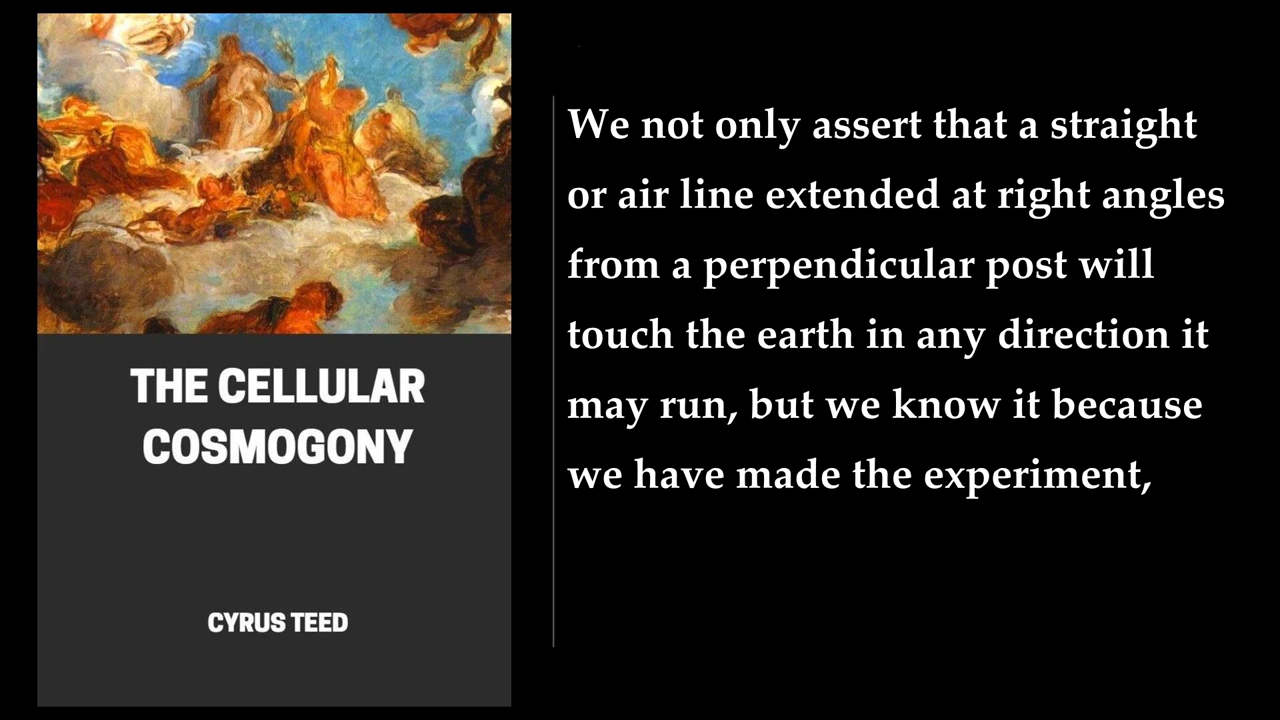 THE CELLULAR
COSMOGONY
CYRUS TEED
We not only assert that a straight
or air line extended at right angles
from a perpendicular post will
touch the earth in any direction it
may run, but we know it because
we have made the experiment,